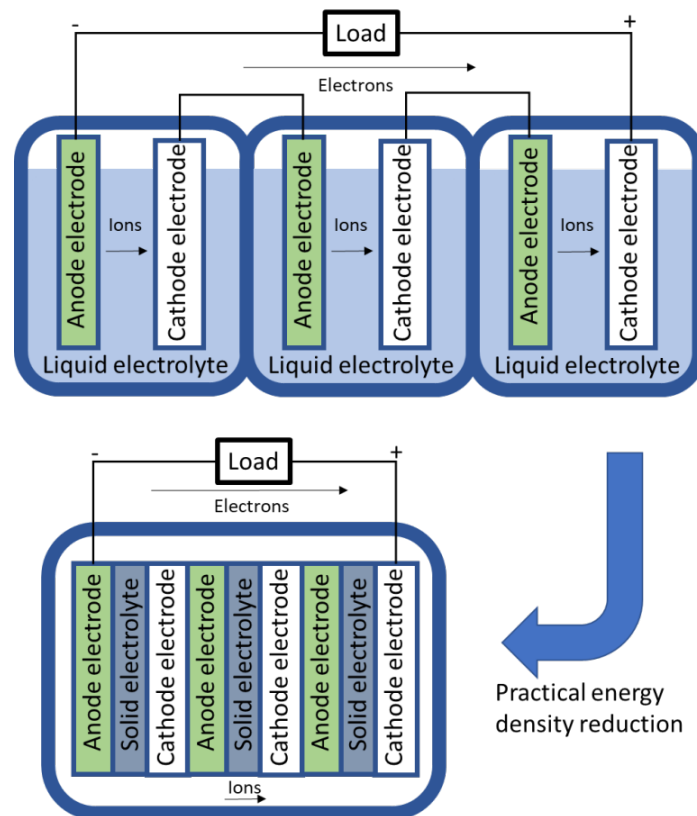 -
Load
+
Electrons
Anode electrode
Ions
Cathode electrode
Anode electrode
Ions
Cathode electrode
Anode electrode
Ions
Cathode electrode
Liquid electrolyte
Liquid electrolyte
Liquid electrolyte
-
Load
+
Electrons
Anode electrode
Solid electrolyte
Cathode electrode
Anode electrode
Solid electrolyte
Cathode electrode
Anode electrode
Solid electrolyte
Cathode electrode
Ions
Practical energy
density reduction